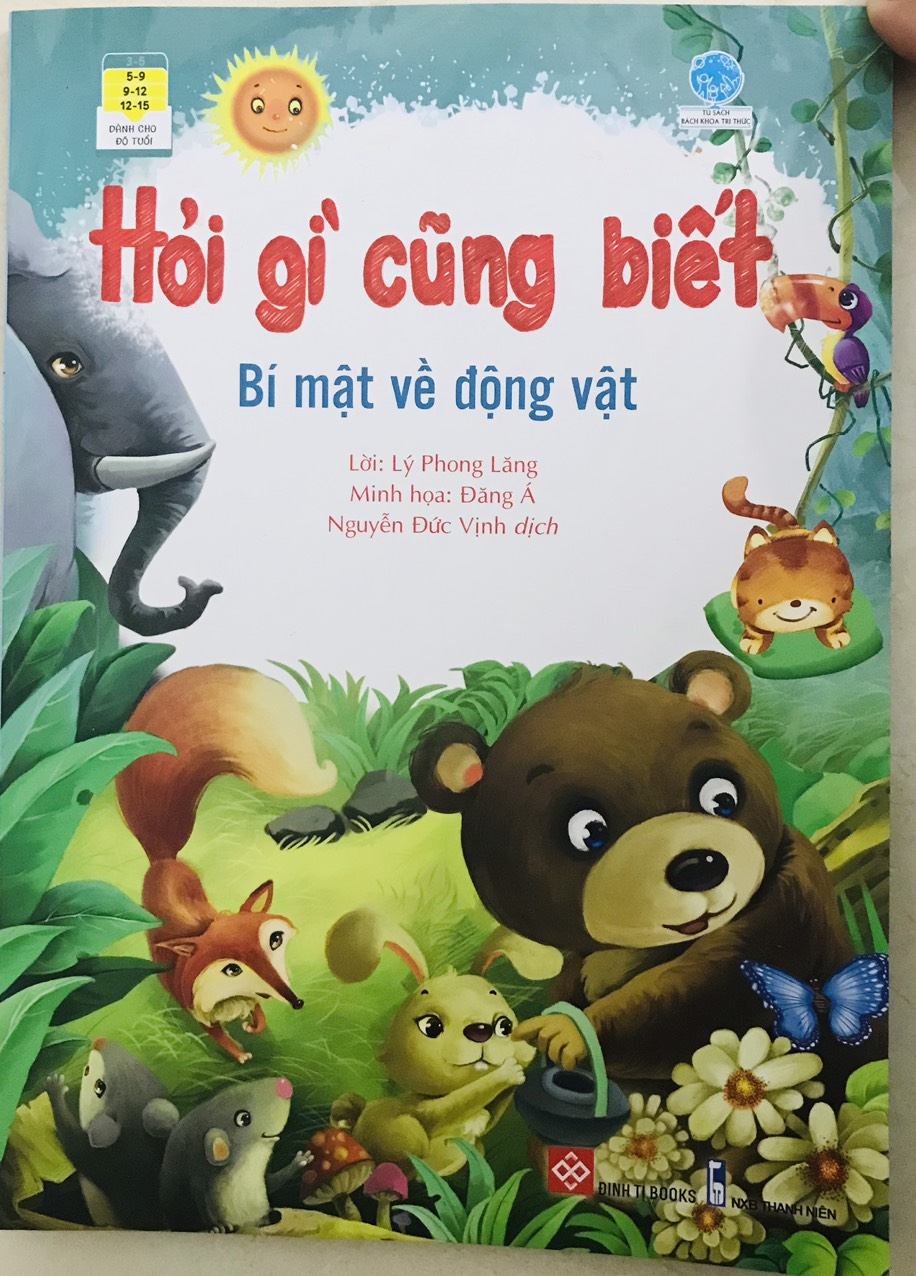 3-5
5-9
9-12
12-15
DÀNH CHO
ĐỘ TUỔI
TỦ SÁCH
BÁCH KHOA TRI THỨC
Hỏi gì cũng biết
Bí mật về động vật
Lời: Lý Phong Lăng
Minh họa: Đăng Á
Nguyễn Đức Vịnh dịch
ĐINH TỊ BOOKS
NXB THANH NIÊN